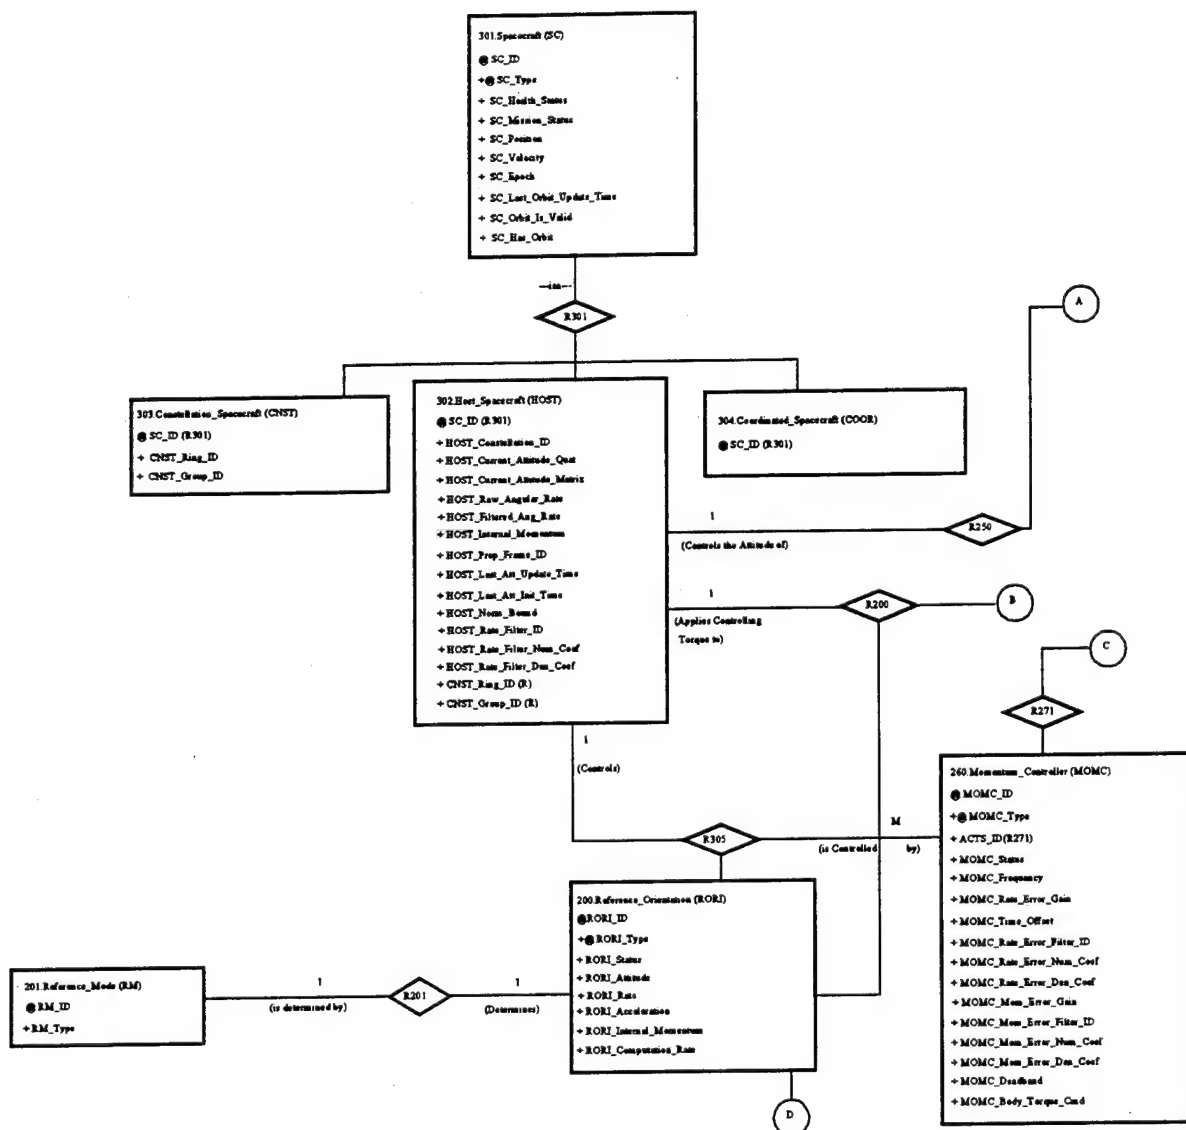 301.Spacecraft (SC)
@ SC_ID
+@ SC_Type
+ SC_Health_Status
+ SC_Mission_Status
+ SC_Position
+ SC_Velocity
+ SC_Epoch
+ SC_Last_Orbit_Update_Time
+ SC_Orbit_Is_Valid
+ SC_Has_Orbit
---isa---
R301
A
303.Constellation_Spacecraft (CNST)
@ SC_ID (R301)
+ CNST_Ring_ID
+ CNST_Group_ID
302.Host_Spacecraft (HOST)
@ SC_ID (R301)
+ HOST_Constellation_ID
+ HOST_Current_Attitude_Quat
+ HOST_Current_Attitude_Matrix
+ HOST_Raw_Angular_Rate
+ HOST_Filtered_Ang_Rate
+ HOST_Internal_Momentum
+ HOST_Prop_Frame_ID
+ HOST_Last_Att_Update_Time
+ HOST_Last_Att_Init_Time
+ HOST_Norm_Bound
+ HOST_Rate_Filter_ID
+ HOST_Rate_Filter_Num_Coef
+ HOST_Rate_Filter_Den_Coef
+ CNST_Ring_ID (R)
+ CNST_Group_ID (R)
304.Coordinated_Spacecraft (COOR)
@ SC_ID (R301)
1
(Controls the Attitude of)
R250
1
(Applies Controlling
Torque to)
R200
B
C
R271
1
(Controls)
R305
M
(is Controlled by)
260.Momentum_Controller (MOMC)
@ MOMC_ID
+@ MOMC_Type
+ ACTS_ID(R271)
+ MOMC_Status
+ MOMC_Frequency
+ MOMC_Rate_Error_Gain
+ MOMC_Time_Offset
+ MOMC_Rate_Error_Filter_ID
+ MOMC_Rate_Error_Num_Coef
+ MOMC_Rate_Error_Den_Coef
+ MOMC_Mom_Error_Gain
+ MOMC_Mom_Error_Filter_ID
+ MOMC_Mom_Error_Num_Coef
+ MOMC_Mom_Error_Den_Coef
+ MOMC_Deadband
+ MOMC_Body_Torque_Cmd
200.Reference_Orientation (RORI)
@RORI_ID
+@ RORI_Type
+ RORI_Status
+ RORI_Attitude
+ RORI_Rate
+ RORI_Acceleration
+ RORI_Internal_Momentum
+ RORI_Computation_Rate
201.Reference_Mode (RM)
@ RM_ID
+ RM_Type
1
(is determined by)
R201
1
(Determines)
D